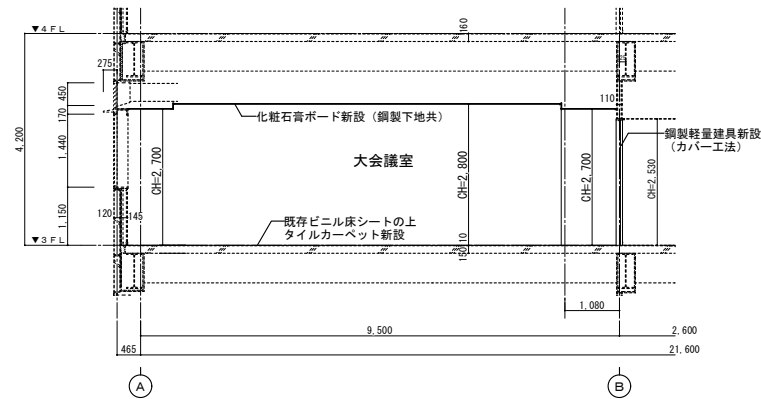 ▼4FL
160
275
450
170
1,440
1,150
4,200
化粧石膏ボード新設（鋼製下地共）
110
鋼製軽量建具新設
（カバー工法）
大会議室
CH=2,700
CH=2,800
CH=2,700
CH=2,530
120
145
既存ビニル床シートの上
タイルカーペット新設
▼3FL
150
10
1,080
9,500
2,600
465
21,600
A
B